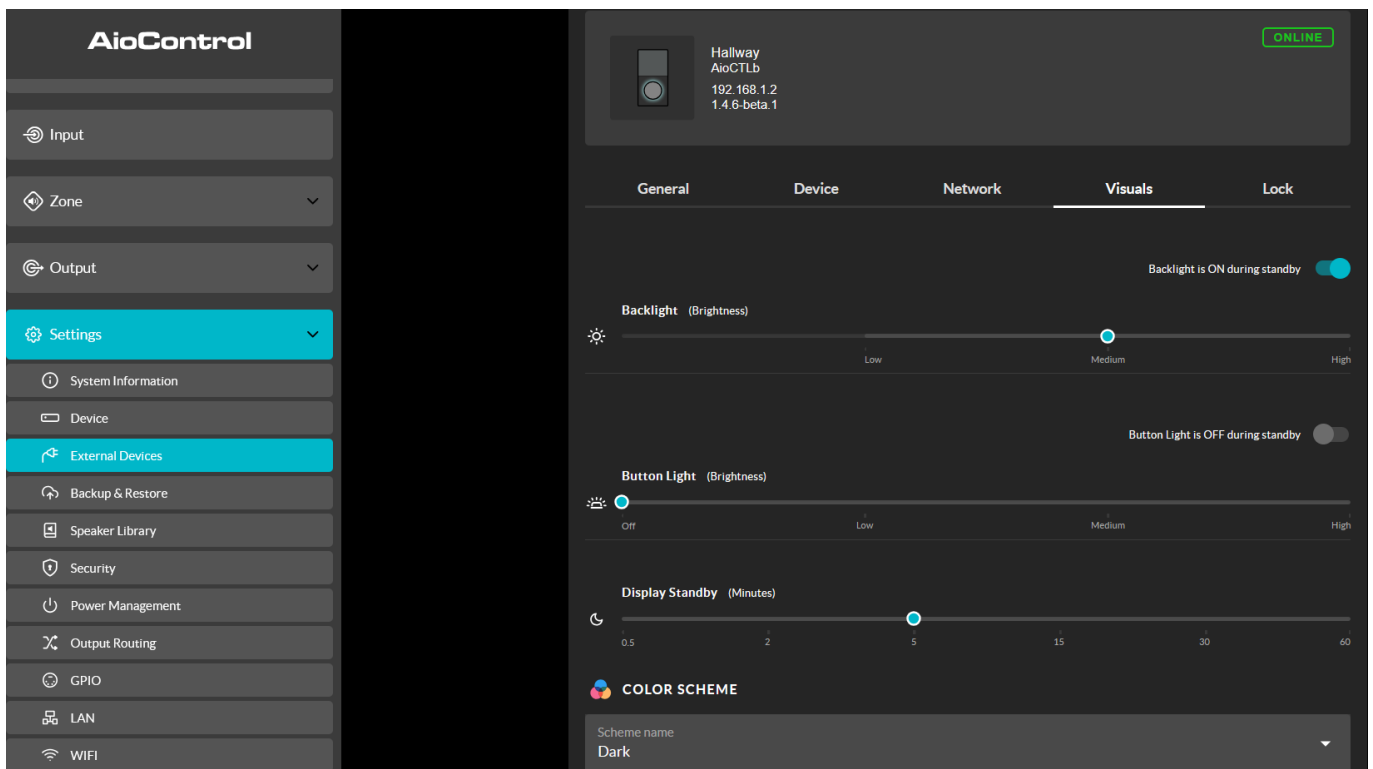 AioControl
Input
Zone
Output
Settings
System Information
Device
External Devices
Backup & Restore
Speaker Library
Security
Power Management
Output Routing
GPIO
LAN
WIFI
Hallway
AioCTLb
192.168.1.2
1.4.6-beta.1
ONLINE
General Device Network Visuals Lock
Backlight is ON during standby
Backlight (Brightness)
Low Medium High
Button Light is OFF during standby
Button Light (Brightness)
Off Low Medium High
Display Standby (Minutes)
0.5 2 5 15 30 60
COLOR SCHEME
Scheme name
Dark